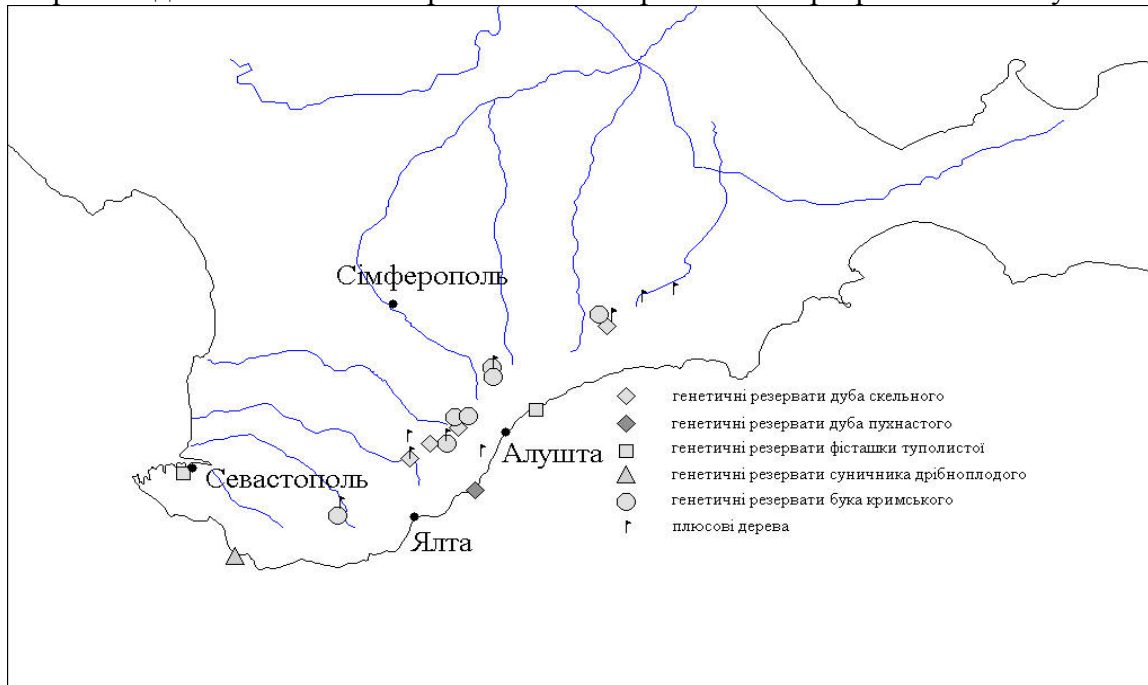 Сімферополь
генетичні резервати дуба скельного
генетичні резервати дуба пухнастого
генетичні резервати фісташки туполистої
Алушта
генетичні резервати суничника дрібноплодого
Севастополь
генетичні резервати бука кримського
плюсові дерева
Ялта